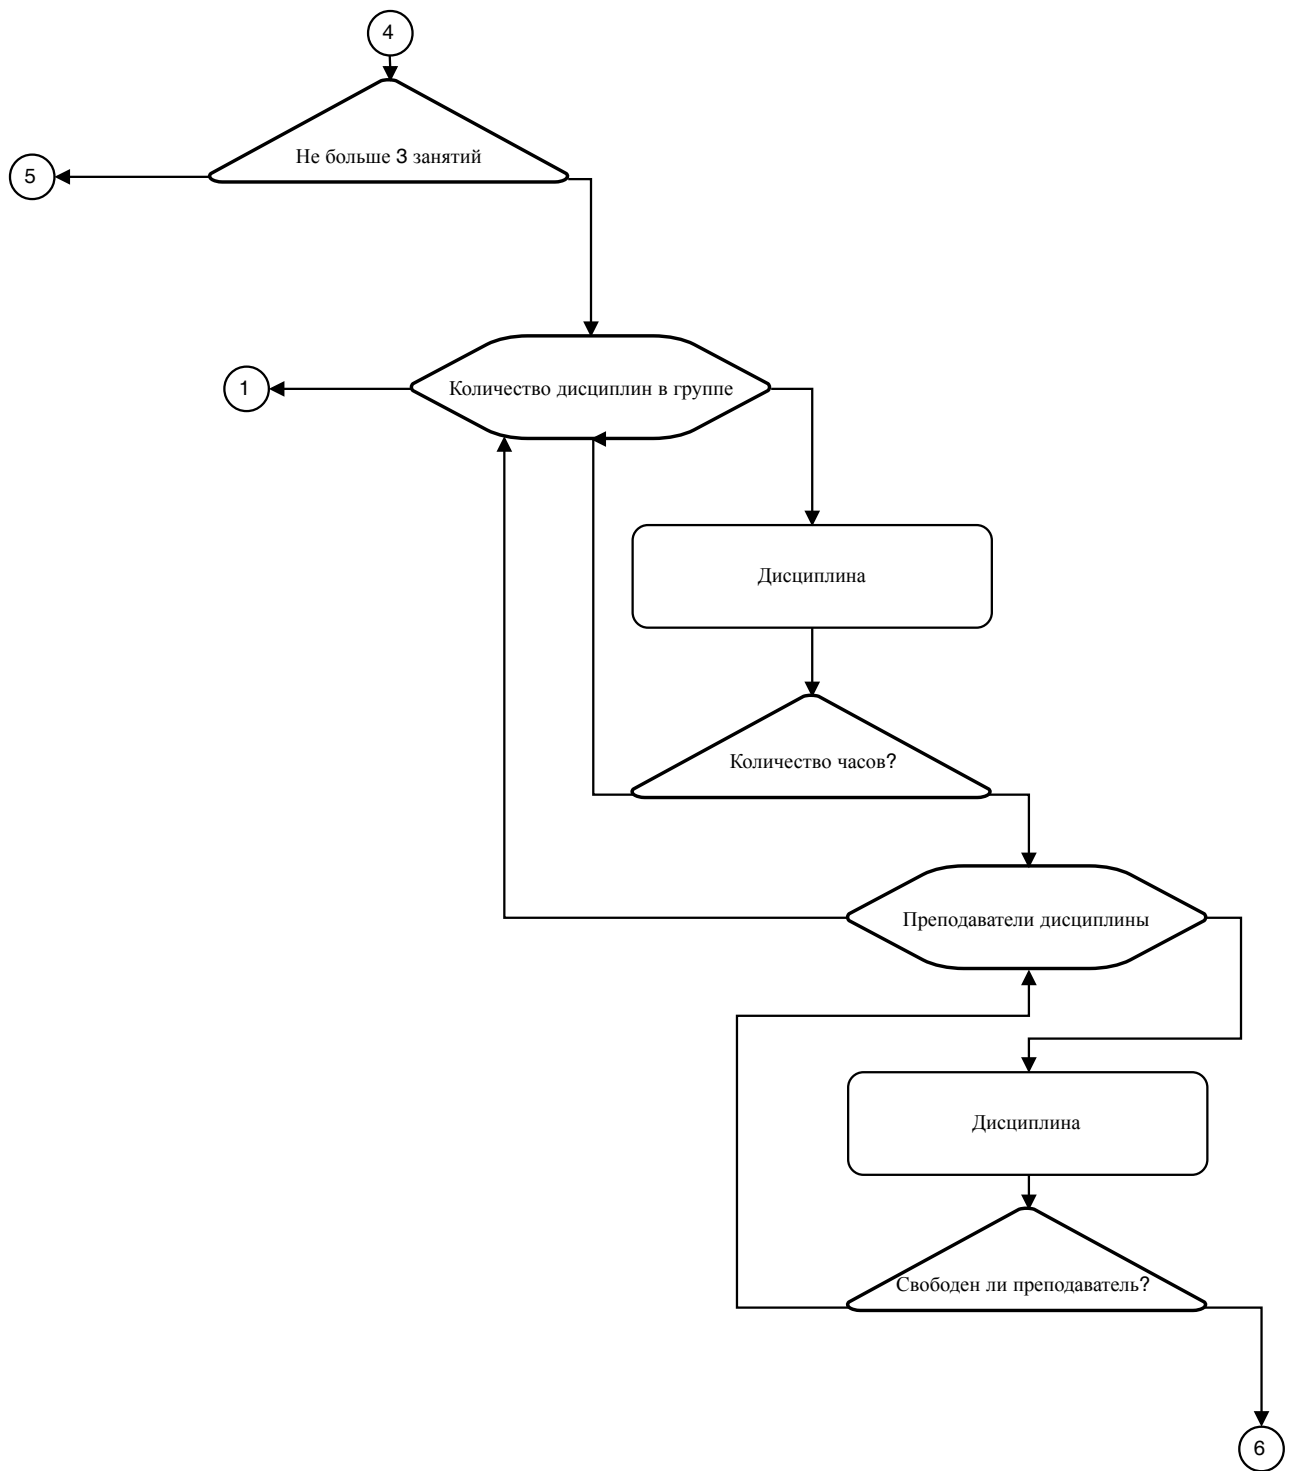 4
Не больше 3 занятий
5
1
Количество дисциплин в группе
Дисциплина
Количество часов?
Преподаватели дисциплины
Дисциплина
Свободен ли преподаватель?
6